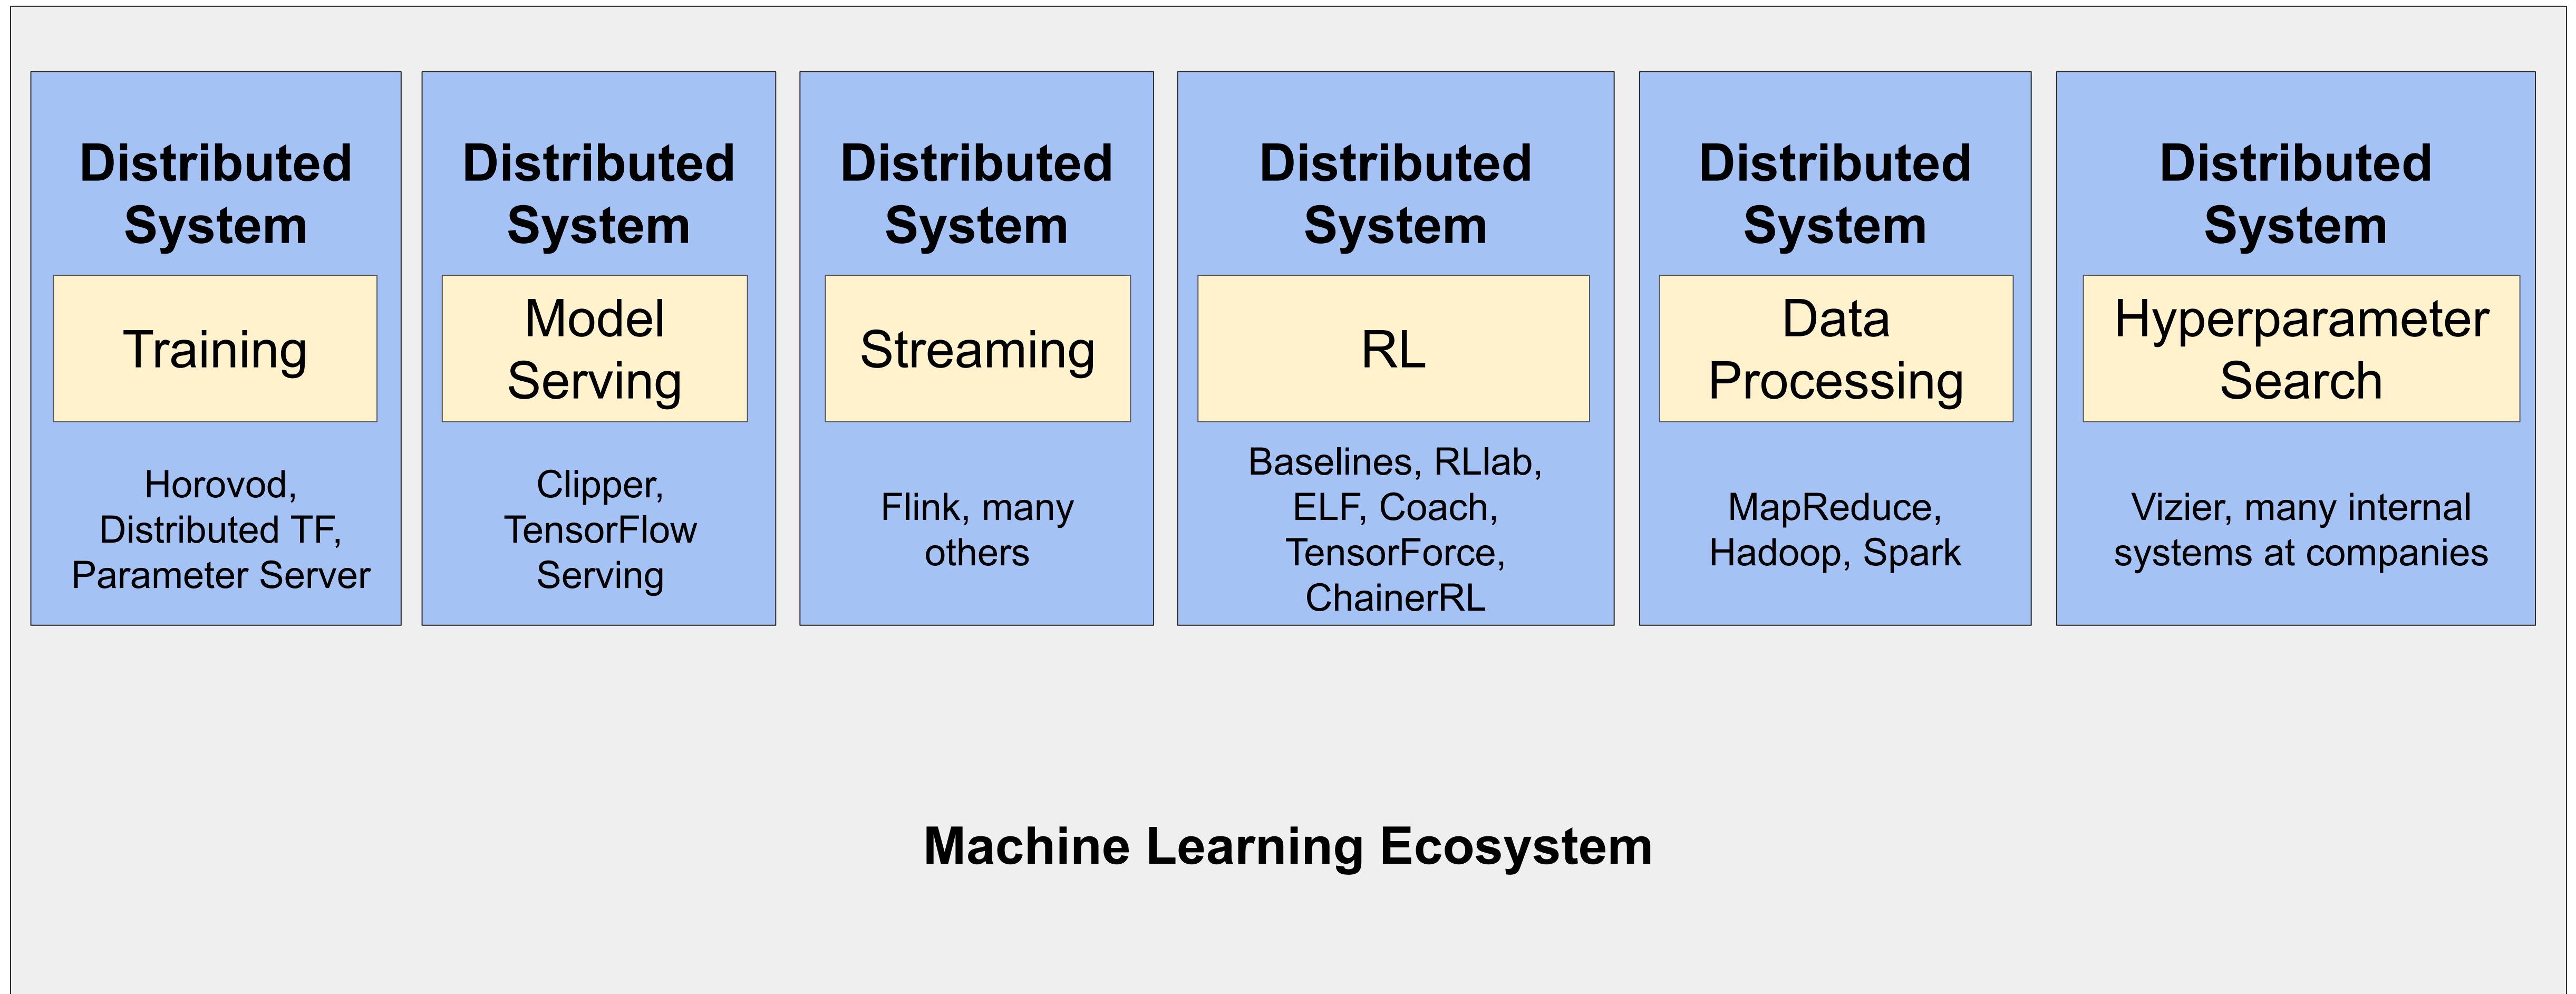 Distributed
System
Training
Horovod,
Distributed TF,
Parameter Server
Distributed
System
Model
Serving
Clipper,
TensorFlow
Serving
Distributed
System
Streaming
Flink, many
others
Distributed
System
RL
Baselines, RLlab,
ELF, Coach,
TensorForce,
ChainerRL
Distributed
System
Data
Processing
MapReduce,
Hadoop, Spark
Distributed
System
Hyperparameter
Search
Vizier, many internal
systems at companies
Machine Learning Ecosystem